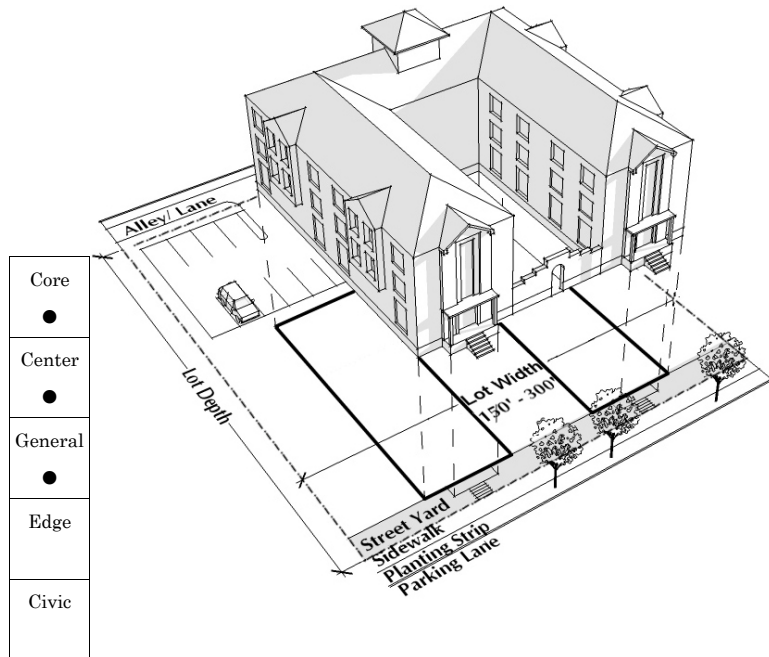 Alley/ Lane
Core
Center
General
Edge
Civic
Lot Depth
Lot Width
150' - 300'
Street Yard
Sidewalk
Planting Strip
Parking Lane